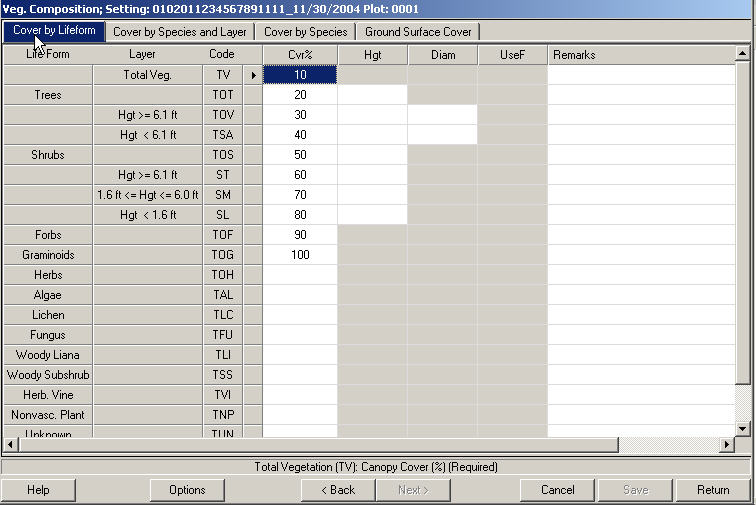 Veg. Composition; Setting: 0102011234567891111_11/30/2004 Plot: 0001
Cover by Lifeform Cover by Species and Layer Cover by Species Ground Surface Cover
Life Form Layer Code Cvr% Hgt Diam UseF Remarks
Total Veg. TV 10
Trees TOT 20
Hgt >= 6.1 ft TOV 30
Hgt < 6.1 ft TSA 40
Shrubs TOS 50
Hgt >= 6.1 ft ST 60
1.6 ft <= Hgt <= 6.0 ft SM 70
Hgt < 1.6 ft SL 80
Forbs TOF 90
Graminoids TOG 100
Herbs TOH
Algae TAL
Lichen TLC
Fungus TFU
Woody Liana TLI
Woody Subshrub TSS
Herb. Vine TVI
Nonvasc. Plant TNP
Unknown TUN
Total Vegetation (TV): Canopy Cover (%) (Required)
Help Options < Back Next > Cancel Save Return